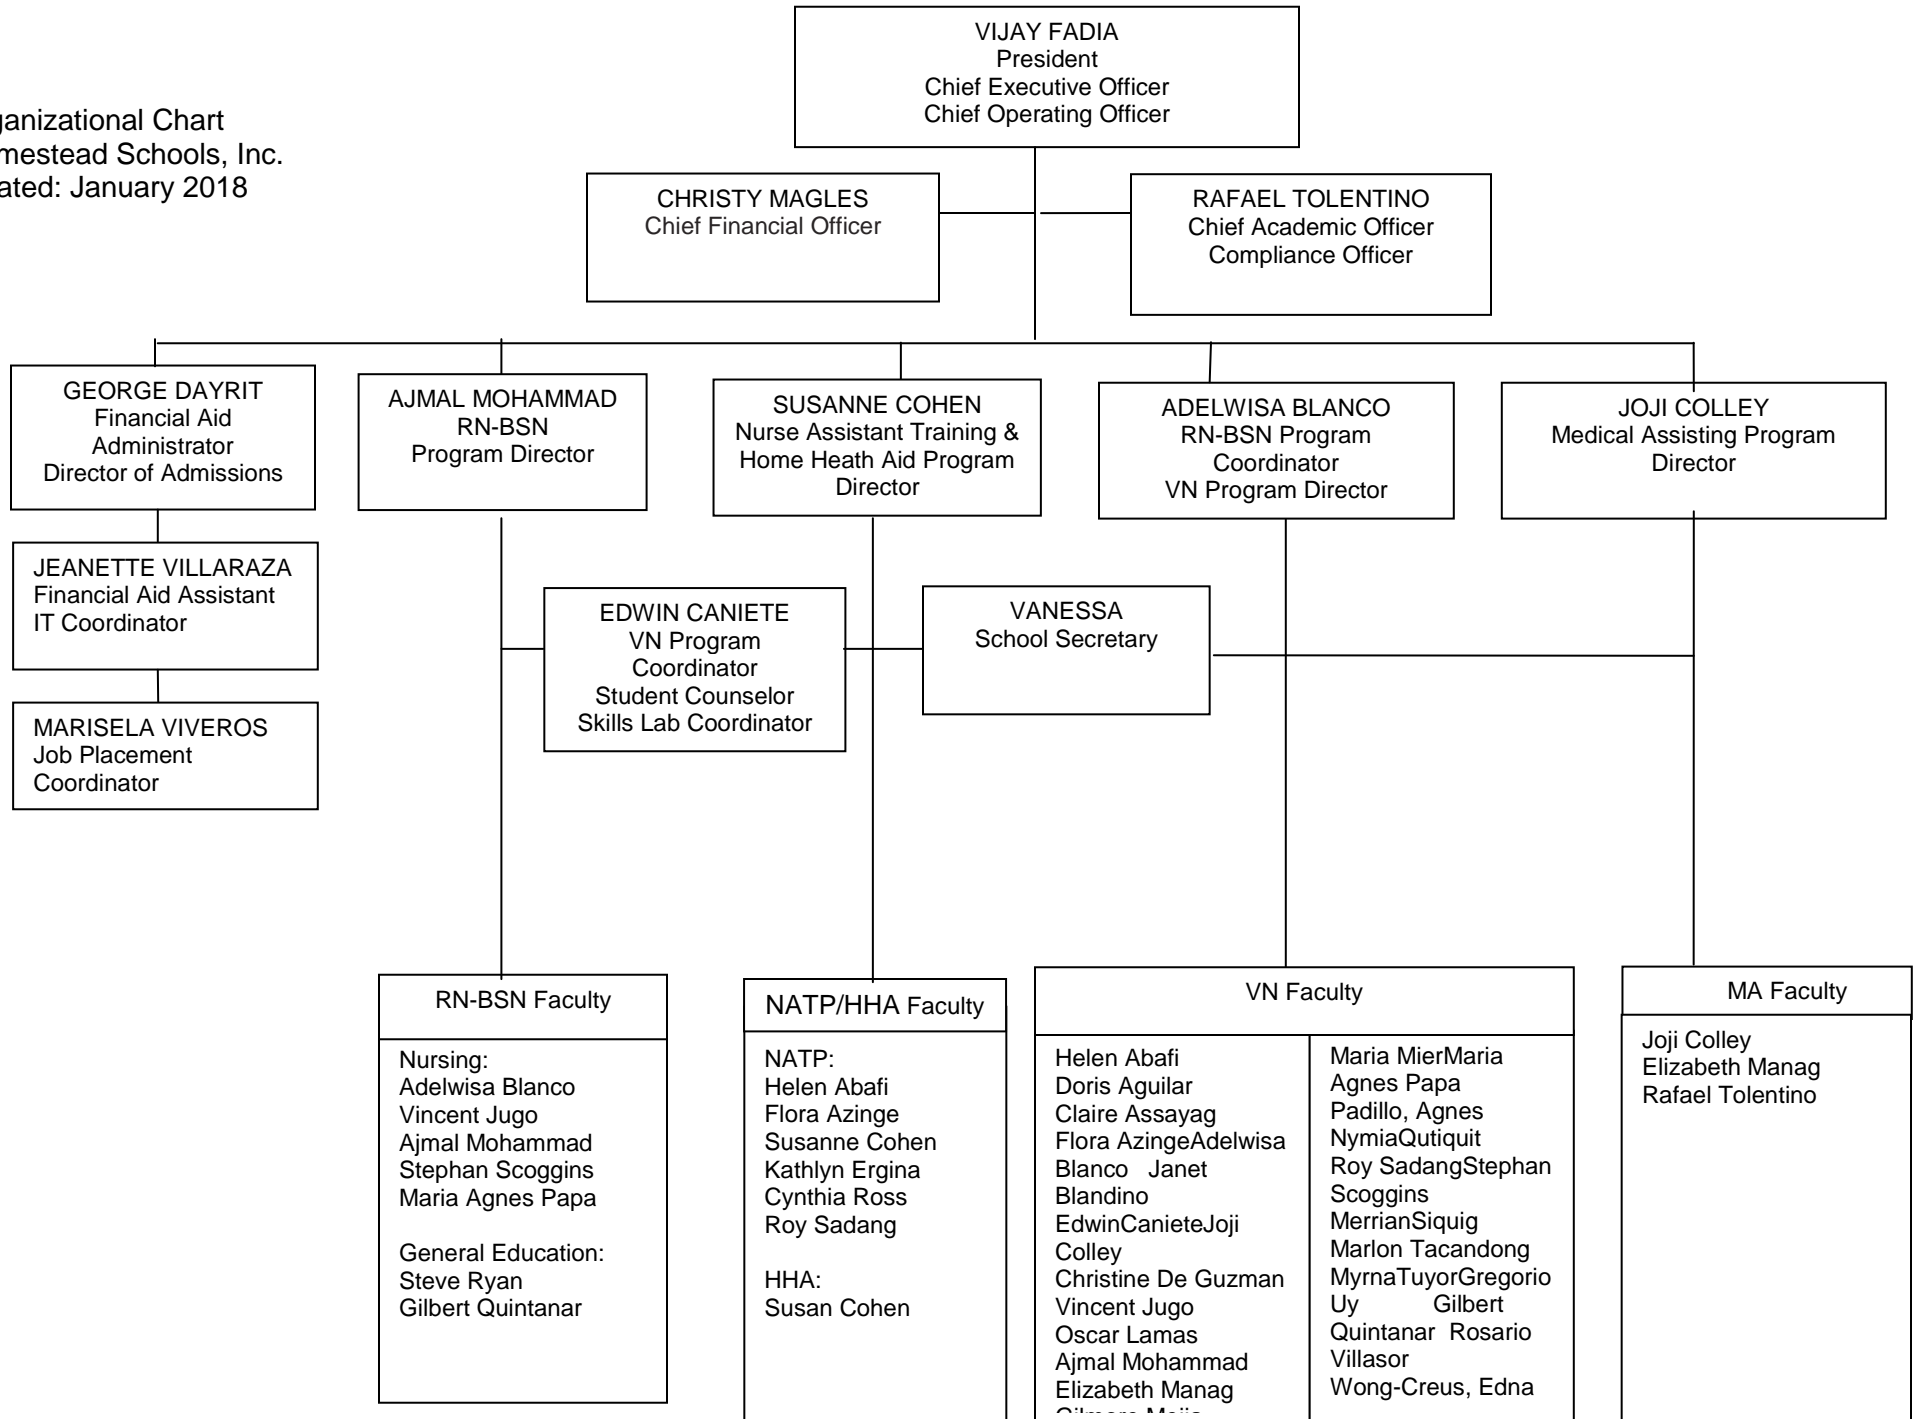 VIJAY FADIA
President
Chief Executive Officer
Chief Operating Officer
ganizational Chart
mestead Schools, Inc.
ated: January 2018
CHRISTY MAGLES
Chief Financial Officer
RAFAEL TOLENTINO
Chief Academic Officer
Compliance Officer
GEORGE DAYRIT
Financial Aid
Administrator
Director of Admissions
AJMAL MOHAMMAD
RN-BSN
Program Director
SUSANNE COHEN
Nurse Assistant Training &
Home Heath Aid Program
Director
ADELWISA BLANCO
RN-BSN Program
Coordinator
VN Program Director
JOJI COLLEY
Medical Assisting Program
Director
JEANETTE VILLARAZA
Financial Aid Assistant
IT Coordinator
EDWIN CANIETE
VN Program
Coordinator
Student Counselor
Skills Lab Coordinator
VANESSA
School Secretary
MARISELA VIVEROS
Job Placement
Coordinator
RN-BSN Faculty
Nursing:
Adelwisa Blanco
Vincent Jugo
Ajmal Mohammad
Stephan Scoggins
Maria Agnes Papa
General Education:
Steve Ryan
Gilbert Quintanar
NATP/HHA Faculty
NATP:
Helen Abafi
Flora Azinge
Susanne Cohen
Kathlyn Ergina
Cynthia Ross
Roy Sadang
HHA:
Susan Cohen
VN Faculty
Helen Abafi
Doris Aguilar
Claire Assayag
Flora AzingeAdelwisa
Blanco Janet
Blandino
EdwinCanieteJoji
Colley
Christine De Guzman
Vincent Jugo
Oscar Lamas
Ajmal Mohammad
Elizabeth Manag
Maria MierMaria
Agnes Papa
Padillo, Agnes
NymiaQutiquit
Roy SadangStephan
Scoggins
MerrianSiquig
Marlon Tacandong
MyrnaTuyorGregorio
Uy Gilbert
Quintanar Rosario
Villasor
Wong-Creus, Edna
MA Faculty
Joji Colley
Elizabeth Manag
Rafael Tolentino